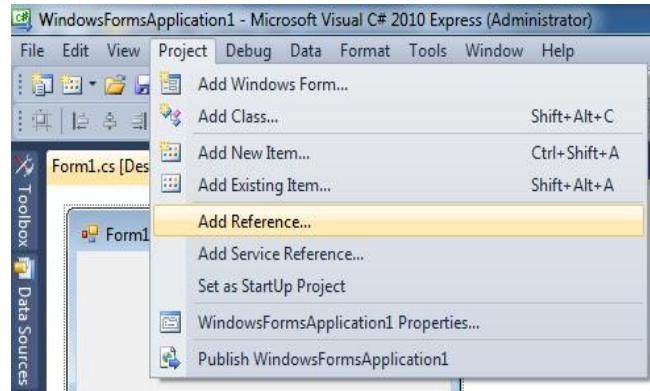 WindowsFormsApplication1 - Microsoft Visual C# 2010 Express (Administrator)
File Edit View Project Debug Data Format Tools Window Help
Add Windows Form...
Add Class... Shift+Alt+C
Add New Item... Ctrl+Shift+A
Form1.cs [Des
Add Existing Item... Shift+Alt+A
Add Reference...
Form1
Add Service Reference...
Set as StartUp Project
WindowsFormsApplication1 Properties...
Publish WindowsFormsApplication1
Toolbox
Data Sources